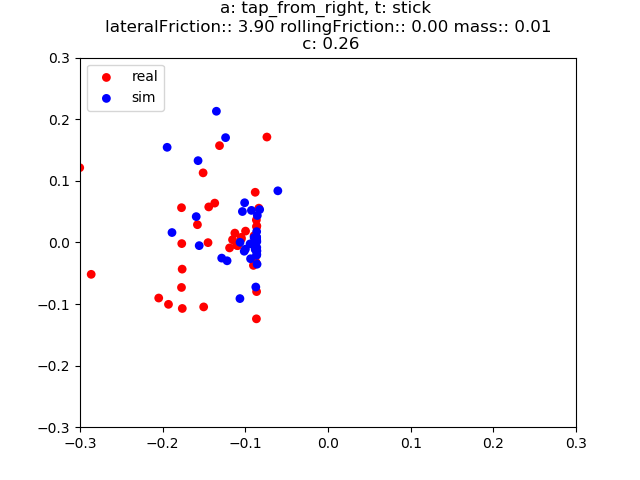 a: tap_from_right, t: stick
lateralFriction:: 3.90 rollingFriction:: 0.00 mass:: 0.01
c: 0.26
real
sim
0.3
0.2
0.1
0.0
−0.1
−0.2
−0.3
−0.3 −0.2 −0.1 0.0 0.1 0.2 0.3